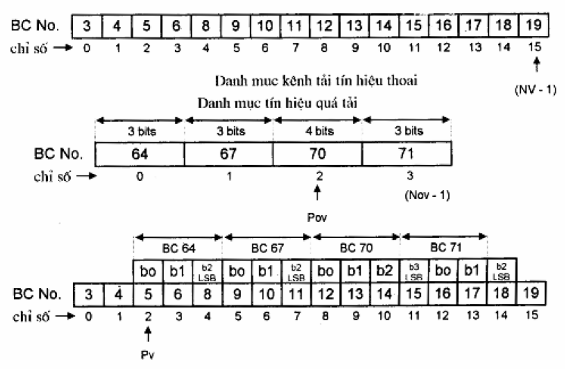 BC No. 3 4 5 6 8 9 10 11 12 13 14 15 16 17 18 19
chỉ số 0 1 2 3 4 5 6 7 8 9 10 11 12 13 14 15
Danh muc kênh tải tín hiệu thoai
(NV - 1)
Danh mục tín hiệu quá tải
3 bits 3 bits 4 bits 3 bits
BC No. 64 67 70 71
chỉ số 0 1 2 3
(Nov - 1)
Pov
BC 64 BC 67 BC 70 BC 71
bo b1 b2 LSB bo b1 b2 LSB bo b1 b2 b3 LSB bo b1 b2 LSB
BC No. 3 4 5 6 8 9 10 11 12 13 14 15 16 17 18 19
chỉ số 0 1 2 3 4 5 6 7 8 9 10 11 12 13 14 15
Pv